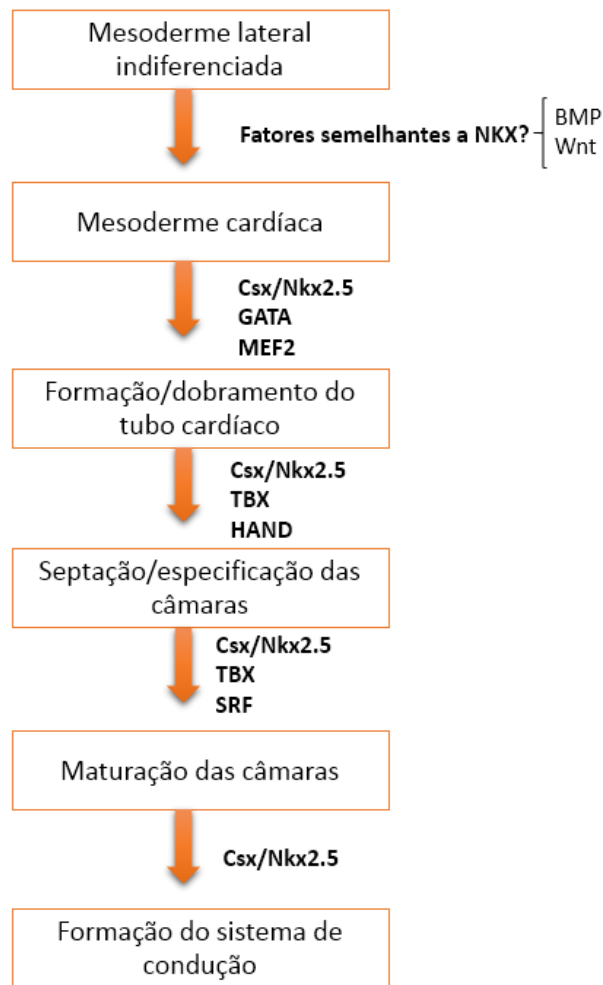 Mesoderme lateral
indiferenciada
Fatores semelhantes a NKX?
BMP
Wnt
Mesoderme cardíaca
Csx/Nkx2.5
GATA
MEF2
Formação/dobramento do
tubo cardíaco
Csx/Nkx2.5
TBX
HAND
Septação/especificação das
câmaras
Csx/Nkx2.5
TBX
SRF
Maturação das câmaras
Csx/Nkx2.5
Formação do sistema de
condução